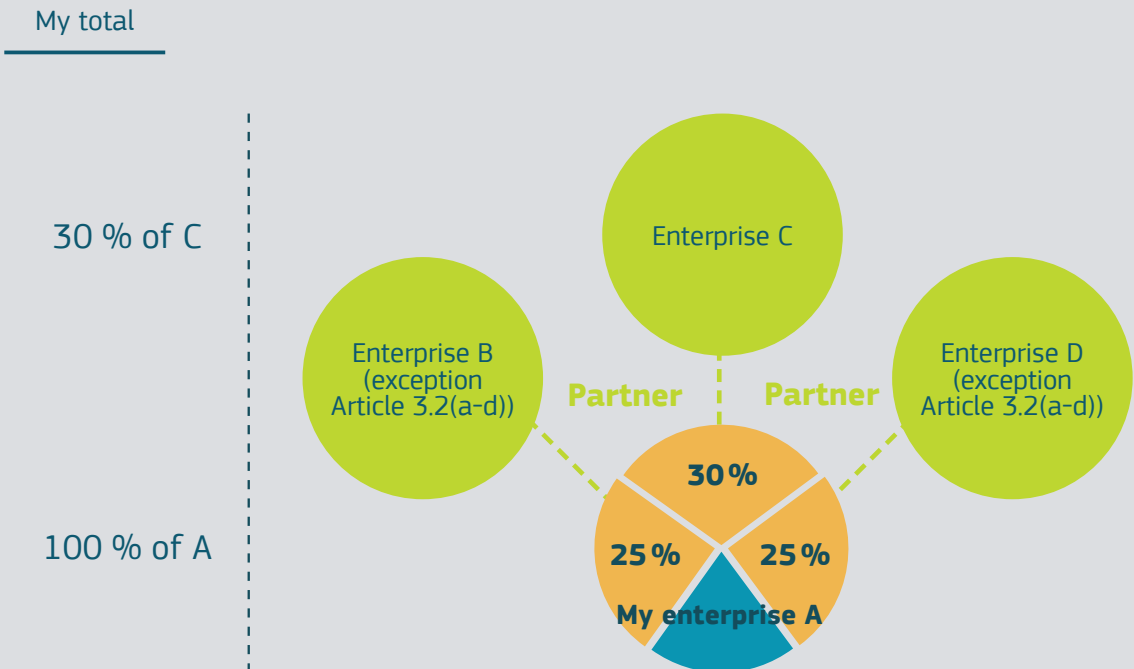 My total
30 % of C
Enterprise C
Enterprise B
(exception
Article 3.2(a-d))
Enterprise D
(exception
Article 3.2(a-d))
Partner
Partner
30 %
100 % of A
25 %
25 %
My enterprise A